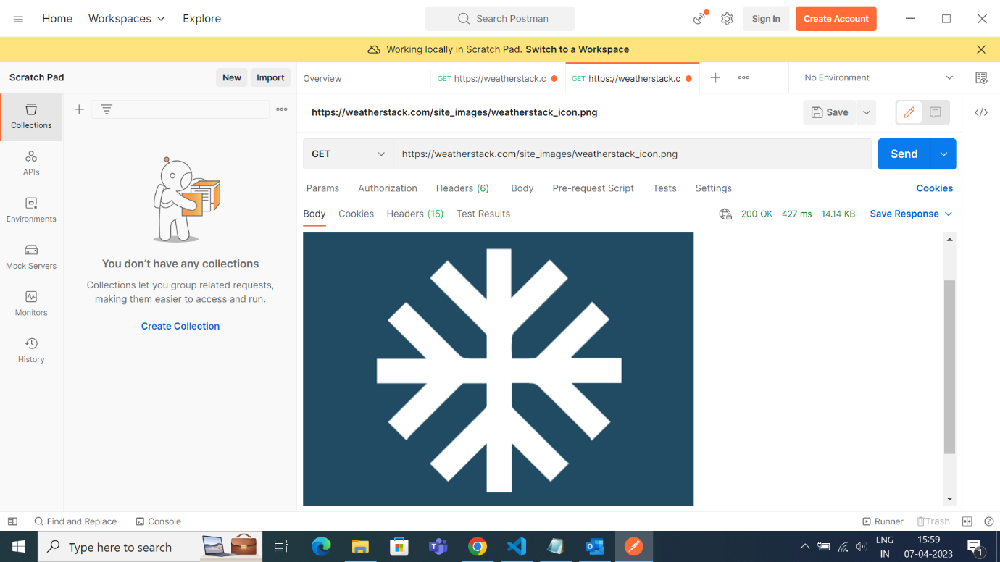 Home Workspaces Explore Search Postman Sign In Create Account
Working locally in Scratch Pad. Switch to a Workspace
Scratch Pad New Import Overview GET https://weatherstack.c GET https://weatherstack.c No Environment
https://weatherstack.com/site_images/weatherstack_icon.png Save
Collections
GET https://weatherstack.com/site_images/weatherstack_icon.png Send
APIs
Params Authorization Headers (6) Body Pre-request Script Tests Settings Cookies
Environments
Body Cookies Headers (15) Test Results 200 OK 427 ms 14.14 KB Save Response
Mock Servers
You don't have any collections
Collections let you group related requests,
making them easier to access and run.
Monitors
Create Collection
History
Find and Replace Console Runner Trash
Type here to search
ENG 15:59
IN 07-04-2023 1